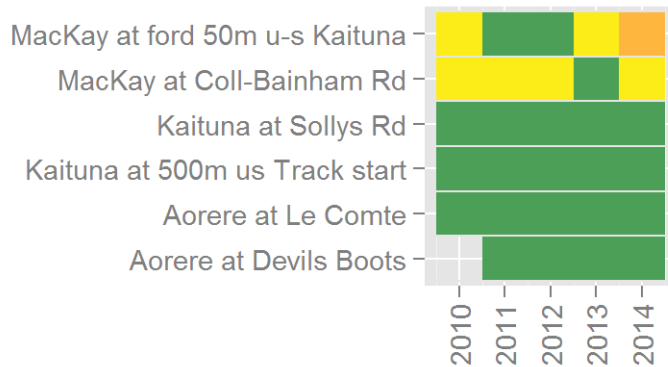 MacKay at ford 50m u-s Kaituna
MacKay at Coll-Bainham Rd
Kaituna at Sollys Rd
Kaituna at 500m us Track start
Aorere at Le Comte
Aorere at Devils Boots
2010
2011
2012
2013
2014